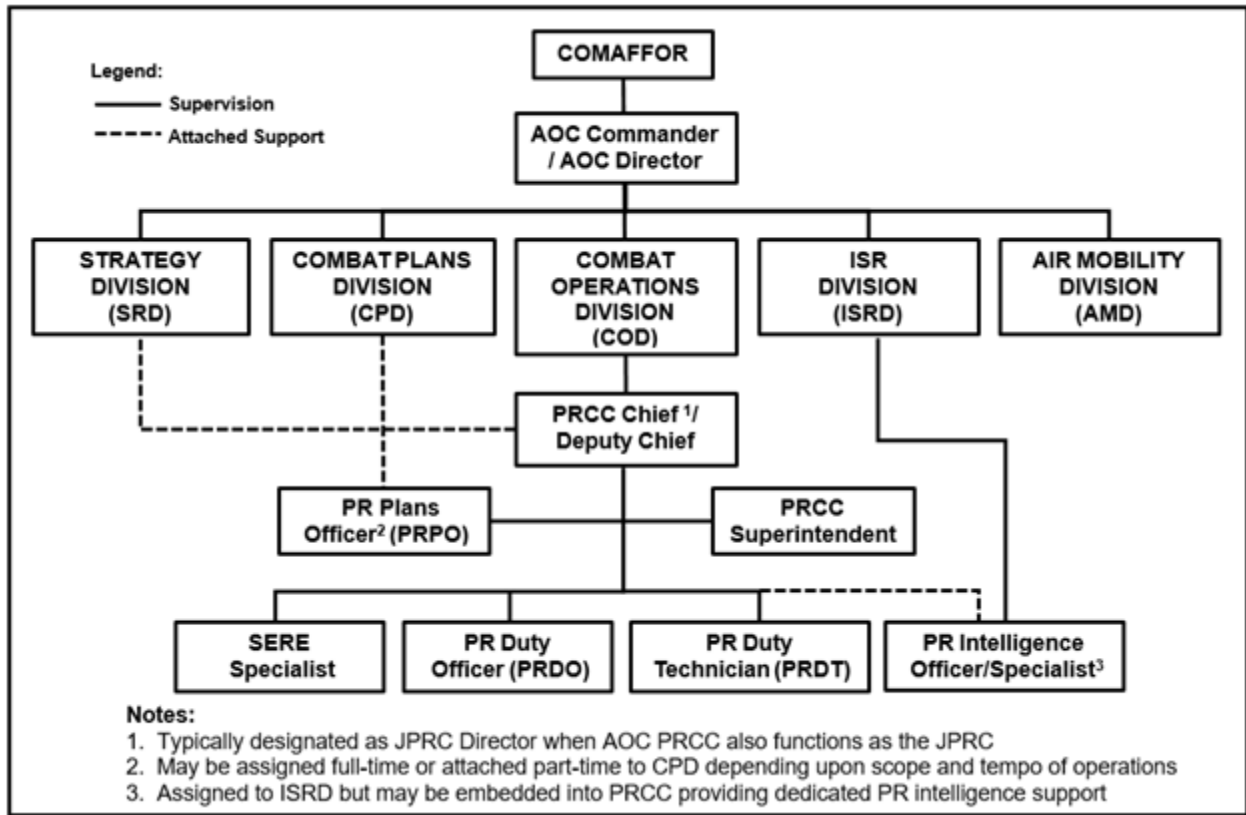 COMAFFOR
Legend:
Supervision
Attached Support
AOC Commander
/ AOC Director
STRATEGY
DIVISION
(SRD)
COMBAT PLANS
DIVISION
(CPD)
COMBAT
OPERATIONS
DIVISION
(COD)
ISR
DIVISION
(ISRD)
AIR MOBILITY
DIVISION
(AMD)
PRCC Chief ¹/
Deputy Chief
PR Plans
Officer² (PRPO)
PRCC
Superintendent
SERE
Specialist
PR Duty
Officer (PRDO)
PR Duty
Technician (PRDT)
PR Intelligence
Officer/Specialist³
Notes:
1. Typically designated as JPRC Director when AOC PRCC also functions as the JPRC
2. May be assigned full-time or attached part-time to CPD depending upon scope and tempo of operations
3. Assigned to ISRD but may be embedded into PRCC providing dedicated PR intelligence support